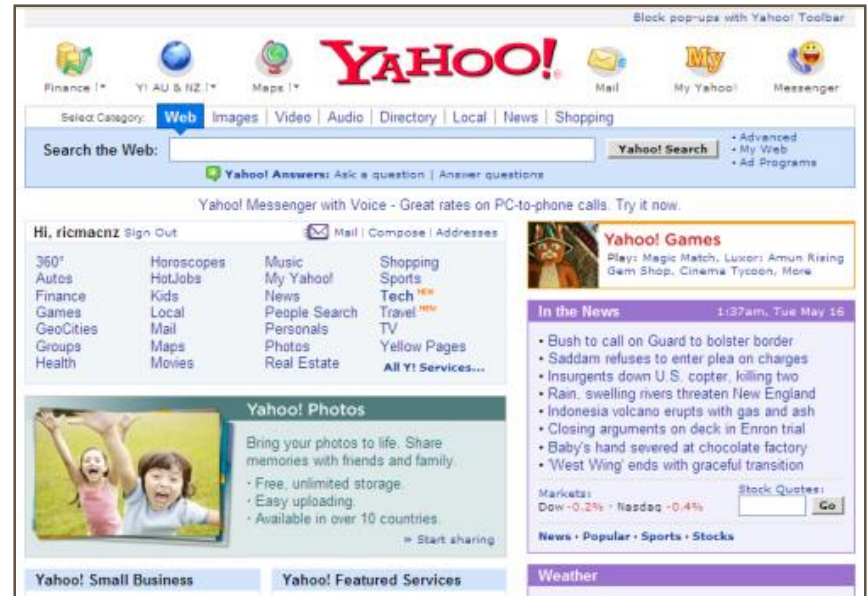 Block pop-ups with Yahoo! Toolbar
YAHOO!
Finance Y! AU & NZ Maps Mail My Yahoo! Messenger
Select Category: Web Images | Video | Audio | Directory | Local | News | Shopping
Search the Web: Yahoo! Search
• Advanced
• My Web
• Ad Programs
Yahoo! Answers: Ask a question | Answer questions
Yahoo! Messenger with Voice - Great rates on PC-to-phone calls. Try it now.
Hi, ricmacnz Sign Out Mail | Compose | Addresses
360° Horoscopes Music Shopping
Autos HotJobs My Yahoo! Sports
Finance Kids News Tech NEW
Games Local People Search Travel NEW
GeoCities Mail Personals TV
Groups Maps Photos Yellow Pages
Health Movies Real Estate All Y! Services...
Yahoo! Photos
Bring your photos to life. Share
memories with friends and family.
· Free, unlimited storage.
· Easy uploading.
· Available in over 10 countries.
» Start sharing
Yahoo! Small Business Yahoo! Featured Services
Yahoo! Games
Play: Magic Match, Luxor: Amun Rising
Gem Shop, Cinema Tycoon, More
In the News 1:37am, Tue May 16
• Bush to call on Guard to bolster border
• Saddam refuses to enter plea on charges
• Insurgents down U.S. copter, killing two
• Rain, swelling rivers threaten New England
• Indonesia volcano erupts with gas and ash
• Closing arguments on deck in Enron trial
• Baby's hand severed at chocolate factory
• 'West Wing' ends with graceful transition
Markets: Stock Quotes:
Dow -0.2% · Nasdaq -0.4% Go
News · Popular · Sports · Stocks
Weather